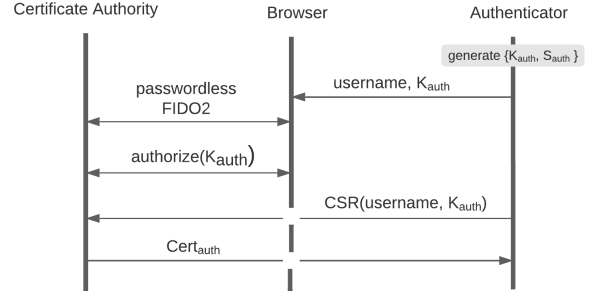 Certificate Authority
Browser
Authenticator
generate {Kauth, Sauth }
username, Kauth
passwordless
FIDO2
authorize(Kauth)
CSR(username, Kauth)
Certauth